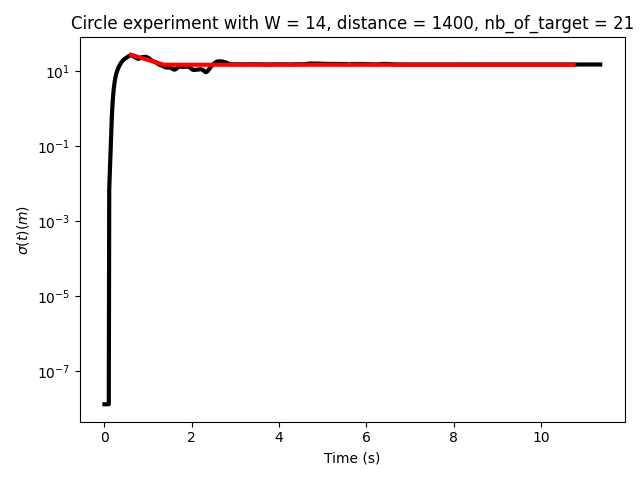 Circle experiment with W = 14, distance = 1400, nb_of_target = 21
10¹
10⁻¹
10⁻³
10⁻⁵
10⁻⁷
σ(t)(m)
0 2 4 6 8 10
Time (s)